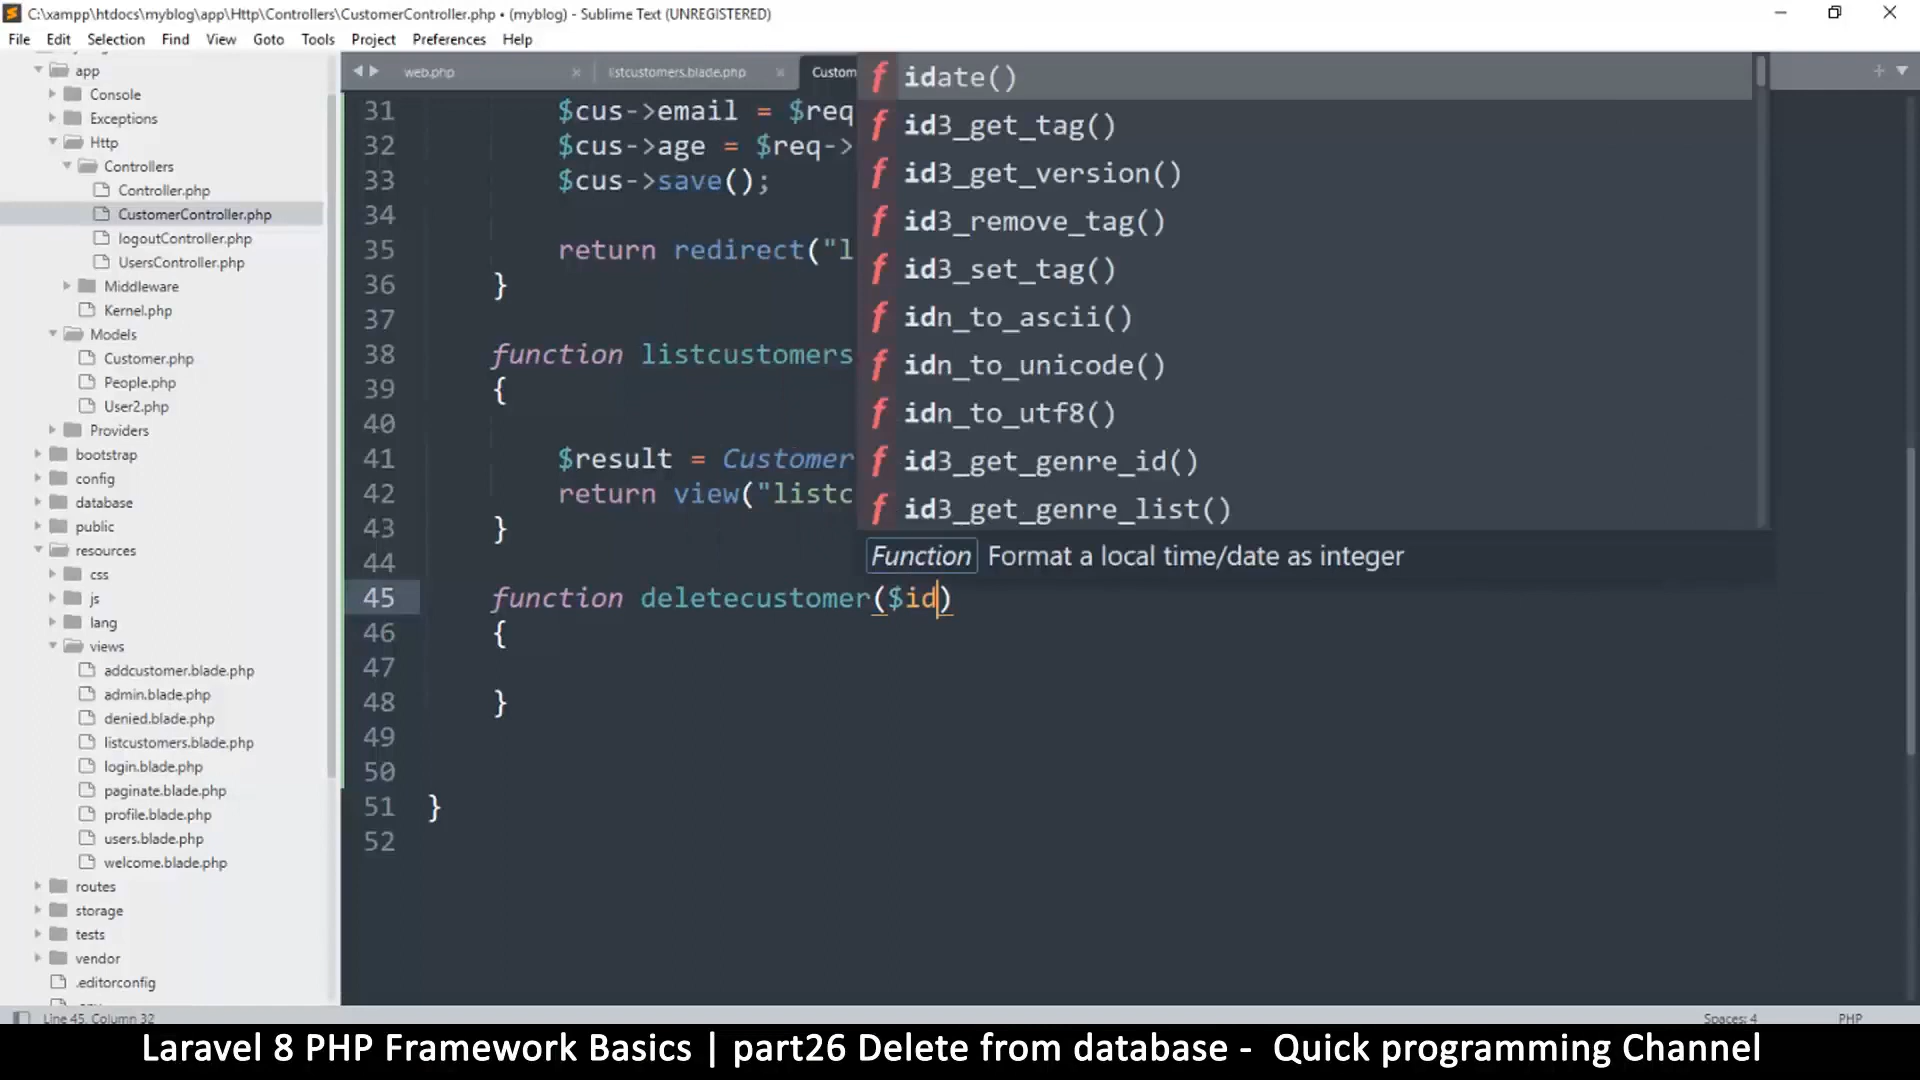 C:\xampp\htdocs\myblog\app\Http\Controllers\CustomerController.php • (myblog) - Sublime Text (UNREGISTERED)
File Edit Selection Find View Goto Tools Project Preferences Help
app
Console
Exceptions
Http
Controllers
Controller.php
CustomerController.php
logoutController.php
UsersController.php
Middleware
Kernel.php
Models
Customer.php
People.php
User2.php
Providers
bootstrap
config
database
public
resources
css
js
lang
views
addcustomer.blade.php
admin.blade.php
denied.blade.php
listcustomers.blade.php
login.blade.php
paginate.blade.php
profile.blade.php
users.blade.php
welcome.blade.php
routes
storage
tests
vendor
.editorconfig
web.php listcustomers.blade.php Custom
31 $cus->email = $req
32 $cus->age = $req->
33 $cus->save();
34
35 return redirect("l
36 }
37
38 function listcustomers
39 {
40
41 $result = Customer
42 return view("listc
43 }
44
45 function deletecustomer($id)
46 {
47
48 }
49
50
51 }
52
f idate()
f id3_get_tag()
f id3_get_version()
f id3_remove_tag()
f id3_set_tag()
f idn_to_ascii()
f idn_to_unicode()
f idn_to_utf8()
f id3_get_genre_id()
f id3_get_genre_list()
Function Format a local time/date as integer
Line 45, Column 32 Spaces: 4 PHP
Laravel 8 PHP Framework Basics | part26 Delete from database - Quick programming Channel